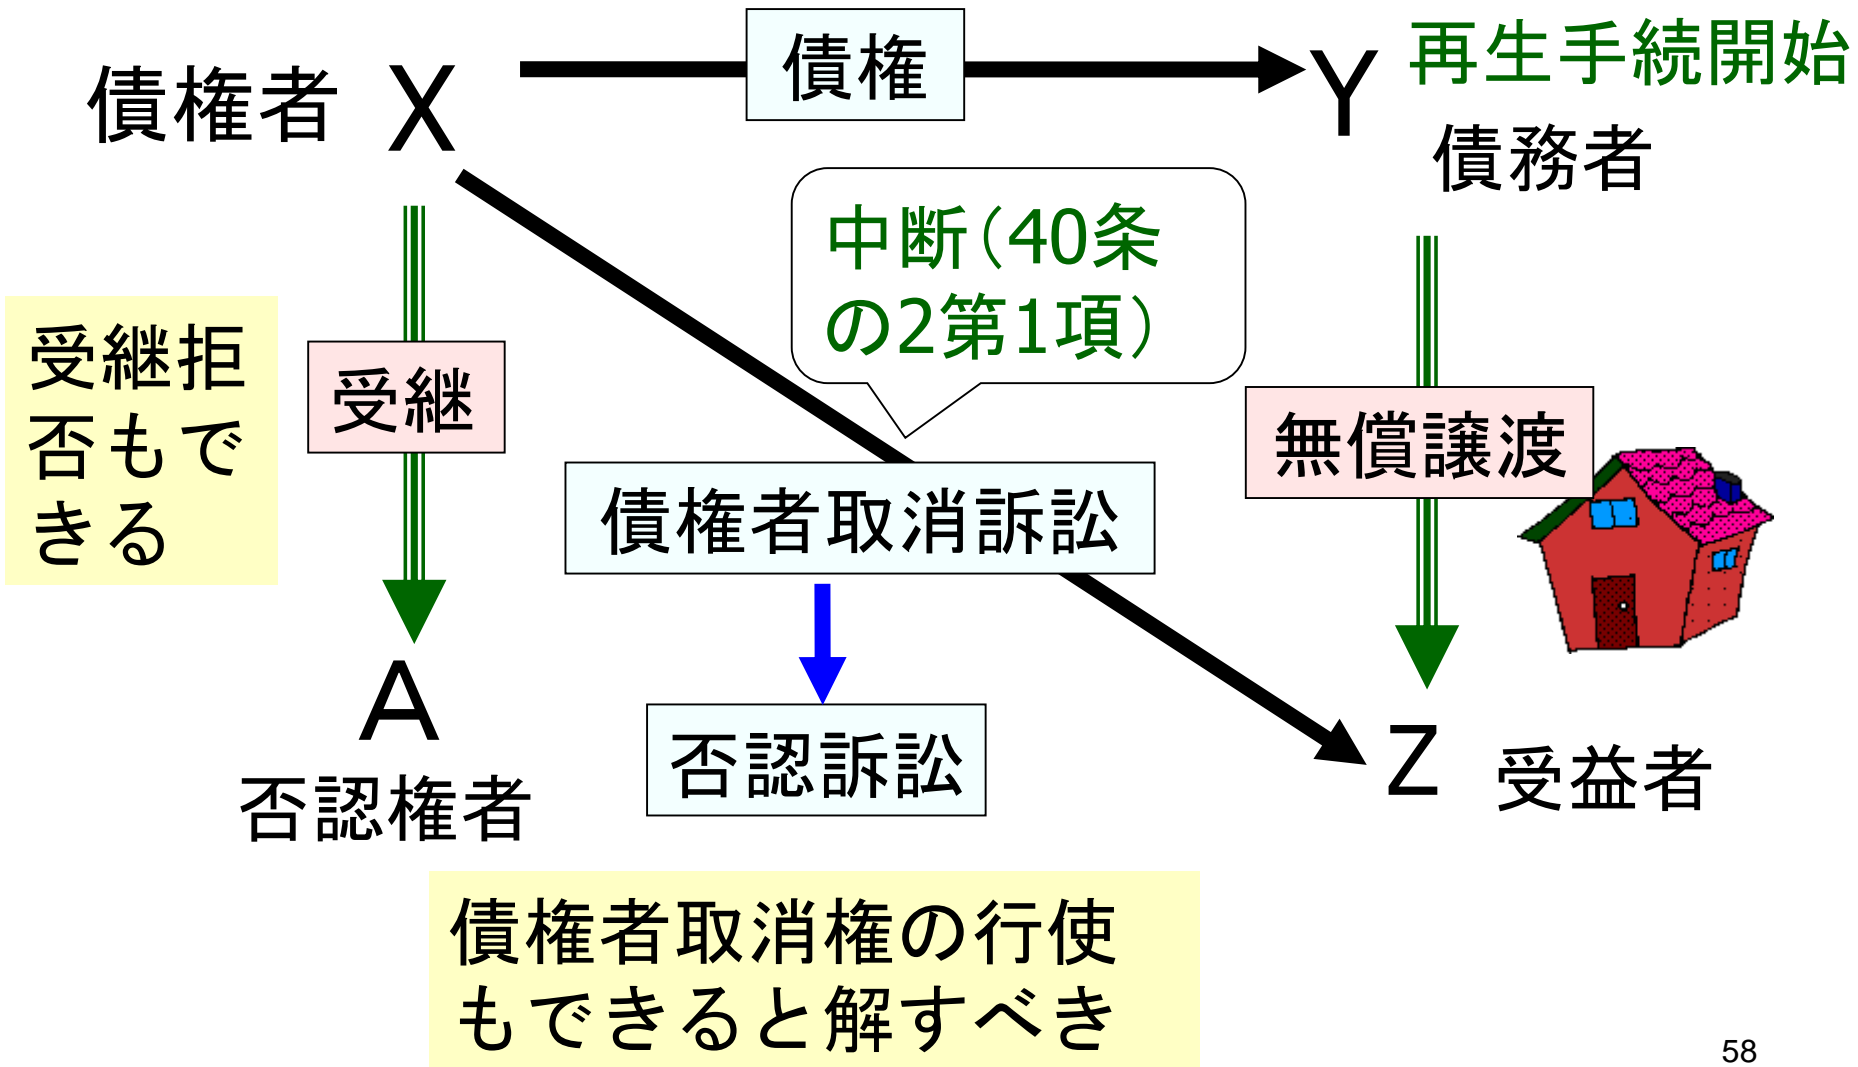 債権者 X
債権
Y 再生手続開始
債務者
中断(40条
の2第1項)
受継拒
否もで
きる
受継
無償譲渡
債権者取消訴訟
A
否認権者
否認訴訟
Z 受益者
債権者取消権の行使
もできると解すべき
58